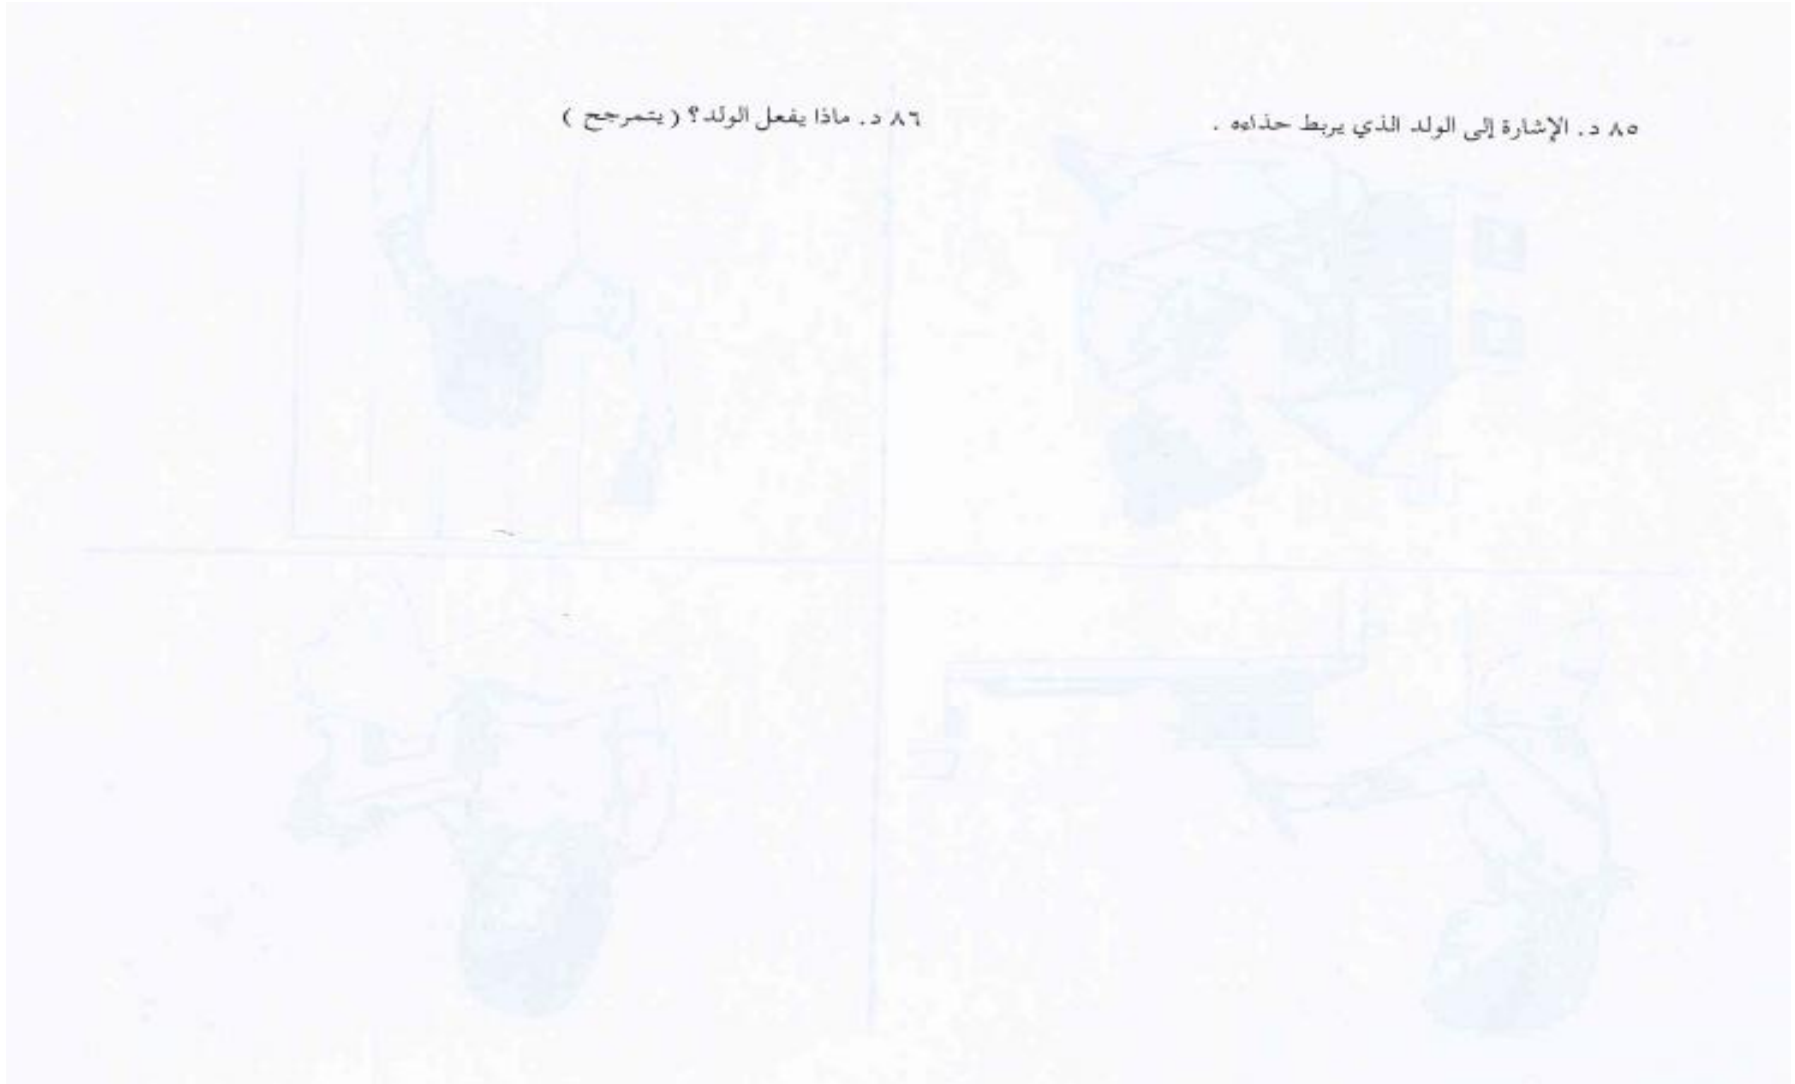 ٨٥ د. الإشارة إلى الولد الذي يربط حذاءه .
٨٦ د. ماذا يفعل الولد؟ ( يتمرجح )